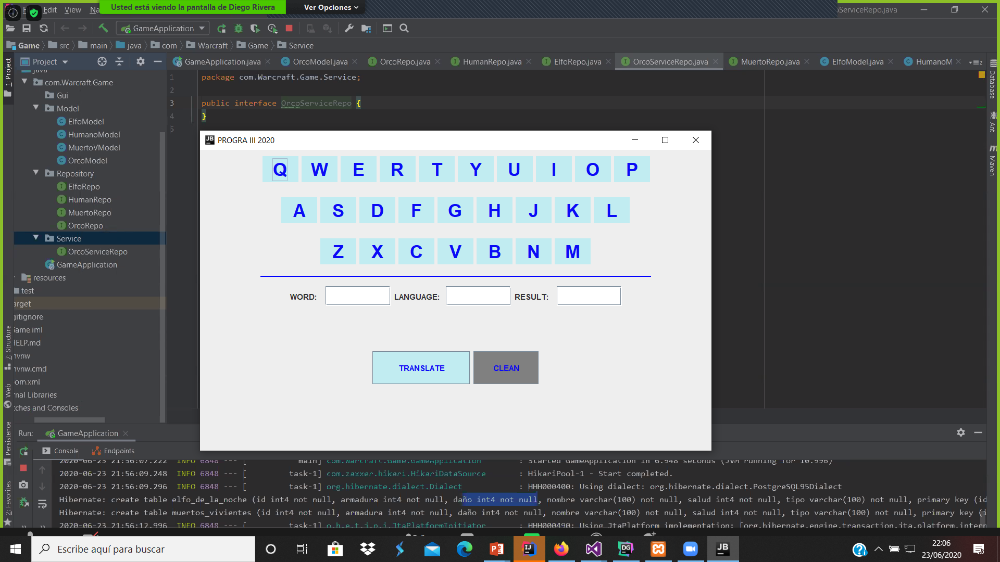 Usted está viendo la pantalla de Diego Rivera
Ver Opciones
Edit View Na
oServiceRepo.java
GameApplication
Game src main java com Warcraft Game Service
Project
GameApplication.java OrcoModel.java OrcoRepo.java HumanRepo.java ElfoRepo.java OrcoServiceRepo.java MuertoRepo.java ElfoModel.java HumanoM
1: Project
java
com.Warcraft.Game
Gui
Model
ElfoModel
HumanoModel
MuertoVModel
OrcoModel
Repository
ElfoRepo
HumanRepo
MuertoRepo
OrcoRepo
Service
OrcoServiceRepo
GameApplication
resources
test
arget
gitignore
ame.iml
HELP.md
nvnw
nvnw.cmd
om.xml
rnal Libraries
tches and Consoles
7: Structure
Web
Persistence
2: Favorites
1 package com.Warcraft.Game.Service;
2
3 public interface OrcoServiceRepo {
4 }
5
Database
Ant
Maven
PROGRA III 2020
Q W E R T Y U I O P
A S D F G H J K L
Z X C V B N M
WORD: LANGUAGE: RESULT:
TRANSLATE CLEAN
Run: GameApplication
Console Endpoints
2020-06-23 21:56:07.222 INFO 6848 --- [ main] com.Warcraft.Game.GameApplication : Started GameApplication in 6.948 seconds (JVM running for 10.996)
2020-06-23 21:56:09.248 INFO 6848 --- [ task-1] com.zaxxer.hikari.HikariDataSource : HikariPool-1 - Start completed.
2020-06-23 21:56:09.296 INFO 6848 --- [ task-1] org.hibernate.dialect.Dialect : HHH000400: Using dialect: org.hibernate.dialect.PostgreSQL95Dialect
Hibernate: create table elfo_de_la_noche (id int4 not null, armadura int4 not null, daño int4 not null, nombre varchar(100) not null, salud int4 not null, tipo varchar(100) not null, primary key (id
Hibernate: create table muertos_vivientes (id int4 not null, armadura int4 not null, daño int4 not null, nombre varchar(100) not null, salud int4 not null, tipo varchar(100) not null, primary key (i
2020-06-23 21:56:12.996 INFO 6848 --- [ task-1] o.h.e.t.j.p.i.JtaPlatformInitiator : HHH000490: Using JtaPlatform implementation: [org.hibernate.engine.transaction.jta.platform.intern
Escribe aquí para buscar
22:06
23/06/2020